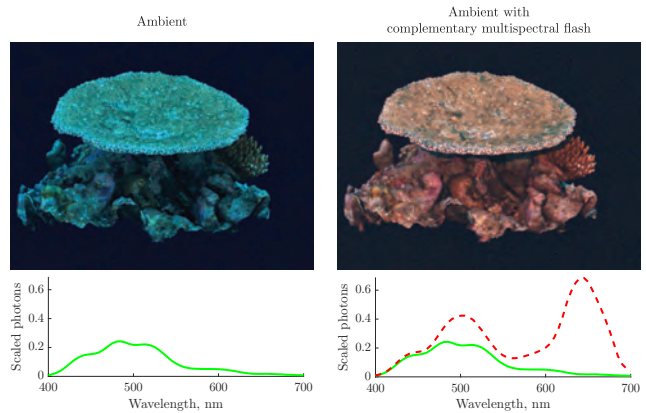 Ambient
Ambient with
complementary multispectral flash
Scaled photons
0.6
0.4
0.2
0
400
500
600
700
Wavelength, nm
Scaled photons
0.6
0.4
0.2
0
400
500
600
700
Wavelength, nm